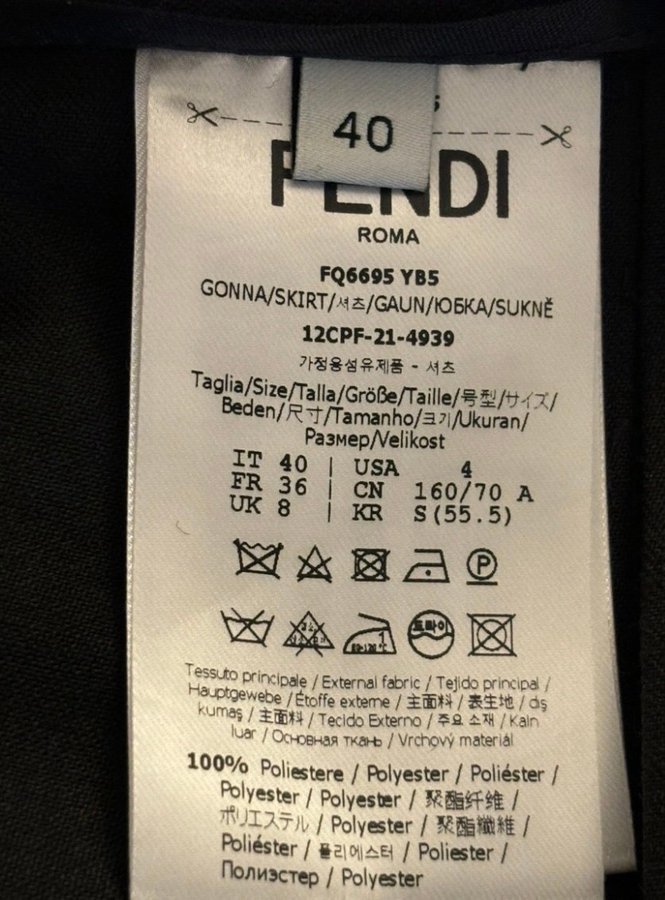 40
FENDI
ROMA
FQ6695 YB5
GONNA/SKIRT/셔츠/GAUN/ЮБКА/SUKNĚ
12CPF-21-4939
가정용섬유제품 - 셔츠
Taglia/Size/Talla/Größe/Taille/号型/サイズ/
Beden/尺寸/Tamanho/크기/Ukuran/
Размер/Velikost
IT 40 | USA 4
FR 36 | CN 160/70 A
UK 8 | KR S(55.5)
P
드라이
Tessuto principale / External fabric / Tejido principal /
Hauptgewebe / Étoffe externe / 主面料 / 表生地 / dış
kumaş / 主面料 / Tecido Externo / 주요 소재 / Kain
luar / Основная ткань / Vrchový materiál
100% Poliestere / Polyester / Poliéster /
Polyester / Polyester / 聚酯纤维 /
ポリエステル / Polyester / 聚酯纖維 /
Poliéster / 폴리에스터 / Poliester /
Полиэстер / Polyester